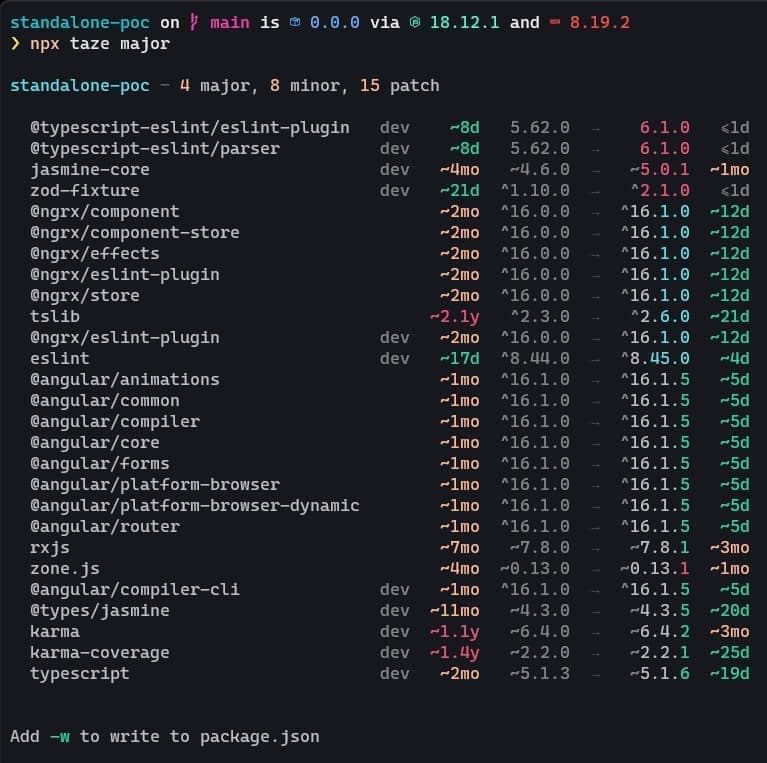 standalone-poc on main is 0.0.0 via 18.12.1 and 8.19.2
❯ npx taze major
standalone-poc — 4 major, 8 minor, 15 patch
@typescript-eslint/eslint-plugin dev ~8d 5.62.0 → 6.1.0 ⩽1d
@typescript-eslint/parser dev ~8d 5.62.0 → 6.1.0 ⩽1d
jasmine-core dev ~4mo ~4.6.0 → ~5.0.1 ~1mo
zod-fixture dev ~21d ^1.10.0 → ^2.1.0 ⩽1d
@ngrx/component ~2mo ^16.0.0 → ^16.1.0 ~12d
@ngrx/component-store ~2mo ^16.0.0 → ^16.1.0 ~12d
@ngrx/effects ~2mo ^16.0.0 → ^16.1.0 ~12d
@ngrx/eslint-plugin ~2mo ^16.0.0 → ^16.1.0 ~12d
@ngrx/store ~2mo ^16.0.0 → ^16.1.0 ~12d
tslib ~2.1y ^2.3.0 → ^2.6.0 ~21d
@ngrx/eslint-plugin dev ~2mo ^16.0.0 → ^16.1.0 ~12d
eslint dev ~17d ^8.44.0 → ^8.45.0 ~4d
@angular/animations ~1mo ^16.1.0 → ^16.1.5 ~5d
@angular/common ~1mo ^16.1.0 → ^16.1.5 ~5d
@angular/compiler ~1mo ^16.1.0 → ^16.1.5 ~5d
@angular/core ~1mo ^16.1.0 → ^16.1.5 ~5d
@angular/forms ~1mo ^16.1.0 → ^16.1.5 ~5d
@angular/platform-browser ~1mo ^16.1.0 → ^16.1.5 ~5d
@angular/platform-browser-dynamic ~1mo ^16.1.0 → ^16.1.5 ~5d
@angular/router ~1mo ^16.1.0 → ^16.1.5 ~5d
rxjs ~7mo ~7.8.0 → ~7.8.1 ~3mo
zone.js ~4mo ~0.13.0 → ~0.13.1 ~1mo
@angular/compiler-cli dev ~1mo ^16.1.0 → ^16.1.5 ~5d
@types/jasmine dev ~11mo ~4.3.0 → ~4.3.5 ~20d
karma dev ~1.1y ~6.4.0 → ~6.4.2 ~3mo
karma-coverage dev ~1.4y ~2.2.0 → ~2.2.1 ~25d
typescript dev ~2mo ~5.1.3 → ~5.1.6 ~19d
Add -w to write to package.json